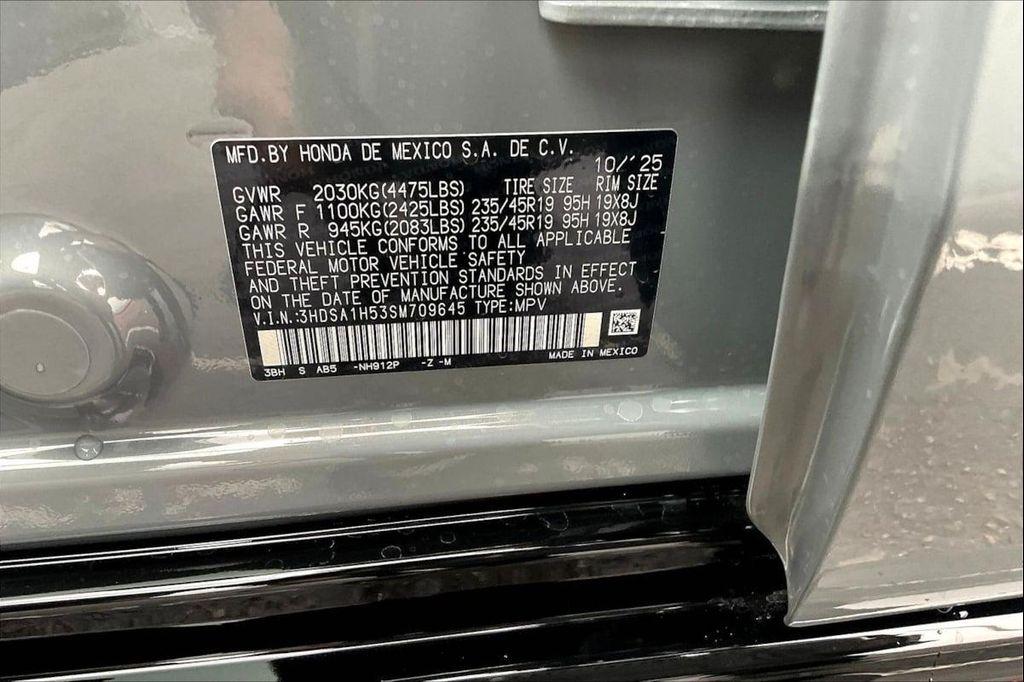 MFD.BY HONDA DE MEXICO S.A. DE C.V. 10/'25
GVWR 2030KG(4475LBS) TIRE SIZE RIM SIZE
GAWR F 1100KG(2425LBS) 235/45R19 95H 19X8J
GAWR R 945KG(2083LBS) 235/45R19 95H 19X8J
THIS VEHICLE CONFORMS TO ALL APPLICABLE
FEDERAL MOTOR VEHICLE SAFETY
AND THEFT PREVENTION STANDARDS IN EFFECT
ON THE DATE OF MANUFACTURE SHOWN ABOVE.
V.I.N.:3HDSA1H53SM709645 TYPE:MPV
3BH S AB5 -NH912P -Z -M MADE IN MEXICO